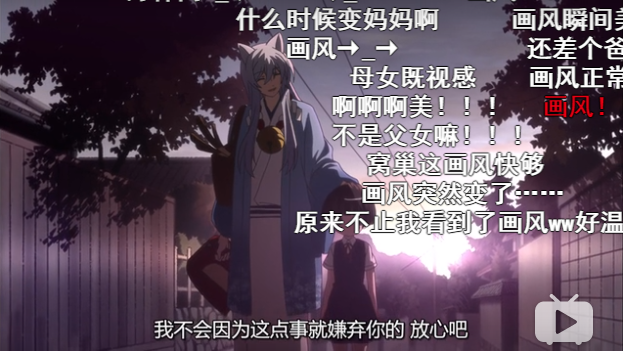 什么时候变妈妈啊
画风瞬间美
画风→_→
还差个爸
母女既视感
画风正常
啊啊啊美！！！
画风！
不是父女嘛！！！
窝巢这画风快够
画风突然变了……
原来不止我看到了画风ww好温
我不会因为这点事就嫌弃你的 放心吧